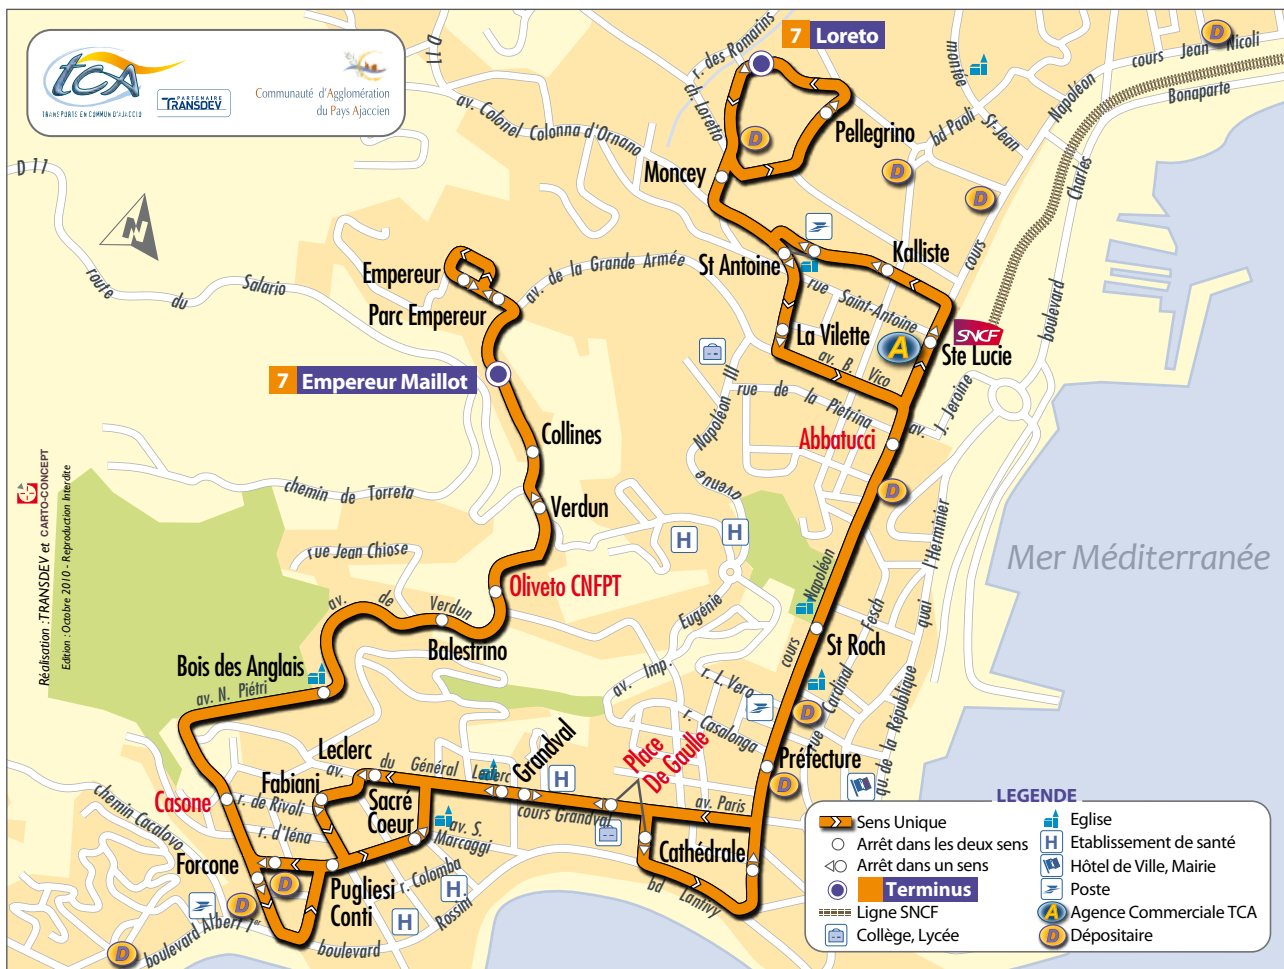 tca
TRANSPORTS EN COMMUN D'AJACCIO
PARTENAIRE
TRANSDEV
Communauté d'Agglomération
du Pays Ajaccien
D 11
D 11
N
7 Loreto
r. des Romarins
ch. Loretto
av. Colonel Colonna d'Ornano
Pellegrino
Moncey
montée St-Jean
bd Paoli
cours Napoléon
cours Jean Nicoli
Bonaparte
boulevard Charles
D
D
D
D
route du Salario
Empereur
Parc Empereur
av. de la Grande Armée
St Antoine
Kalliste
rue Saint-Antoine
La Vilette
A
SNCF
Ste Lucie
av. B. Vico
7 Empereur Maillot
rue de la Pietrina
av. J. Jerôme
avenue Napoléon III
Abbatucci
D
Collines
Verdun
chemin de Torreta
rue Jean Chiose
Oliveto CNFPT
H
H
Mer Méditerranée
quai l'Herminier
av. de Verdun
Balestrino
Bois des Anglais
av. N. Piétri
av. Imp. Eugénie
cours Napoléon
St Roch
rue Cardinal Fesch
r. L. Vero
r. Casalonga
D
qu. de la République
Préfecture
D
Place
De Gaulle
Leclerc
av. du Général Leclerc
Grandval
H
cours Grandval
av. Paris
Casone
Fabiani
r. de Rivoli
r. d'Iéna
Sacré
Coeur
av. S.
Marcaggi
chemin Cacalovo
Forcone
D
D
D
Pugliesi
Conti
r. Colomba
H
H
Rossini
boulevard
boulevard Albert 1er
Cathédrale
bd Lantivy
Réalisation : TRANSDEV et CARTO-CONCEPT
Edition : Octobre 2010 - Reproduction Interdite
LEGENDE
Sens Unique
Arrêt dans les deux sens
Arrêt dans un sens
Terminus
Ligne SNCF
Collège, Lycée
Eglise
H Etablissement de santé
Hôtel de Ville, Mairie
Poste
A Agence Commerciale TCA
D Dépositaire